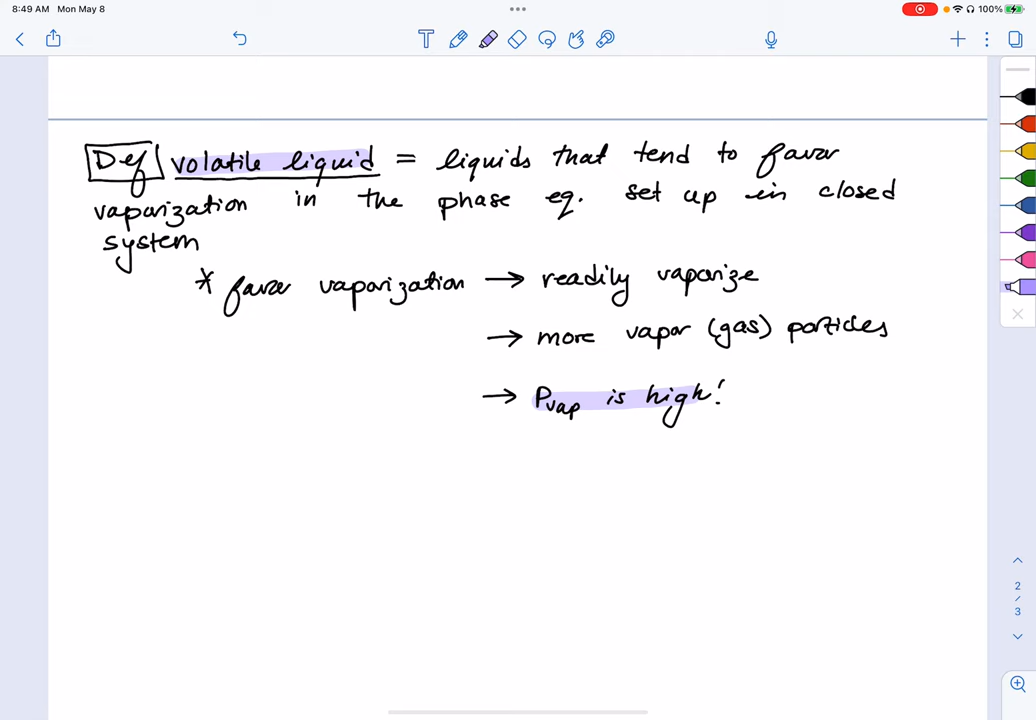 8:49 AM Mon May 8
100%
Def volatile liquid = liquids that tend to favor
vaporization in the phase eq. set up in closed
system
* favor vaporization → readily vaporize
→ more vapor (gas) particles
→ Pvap is high!
2
/
3